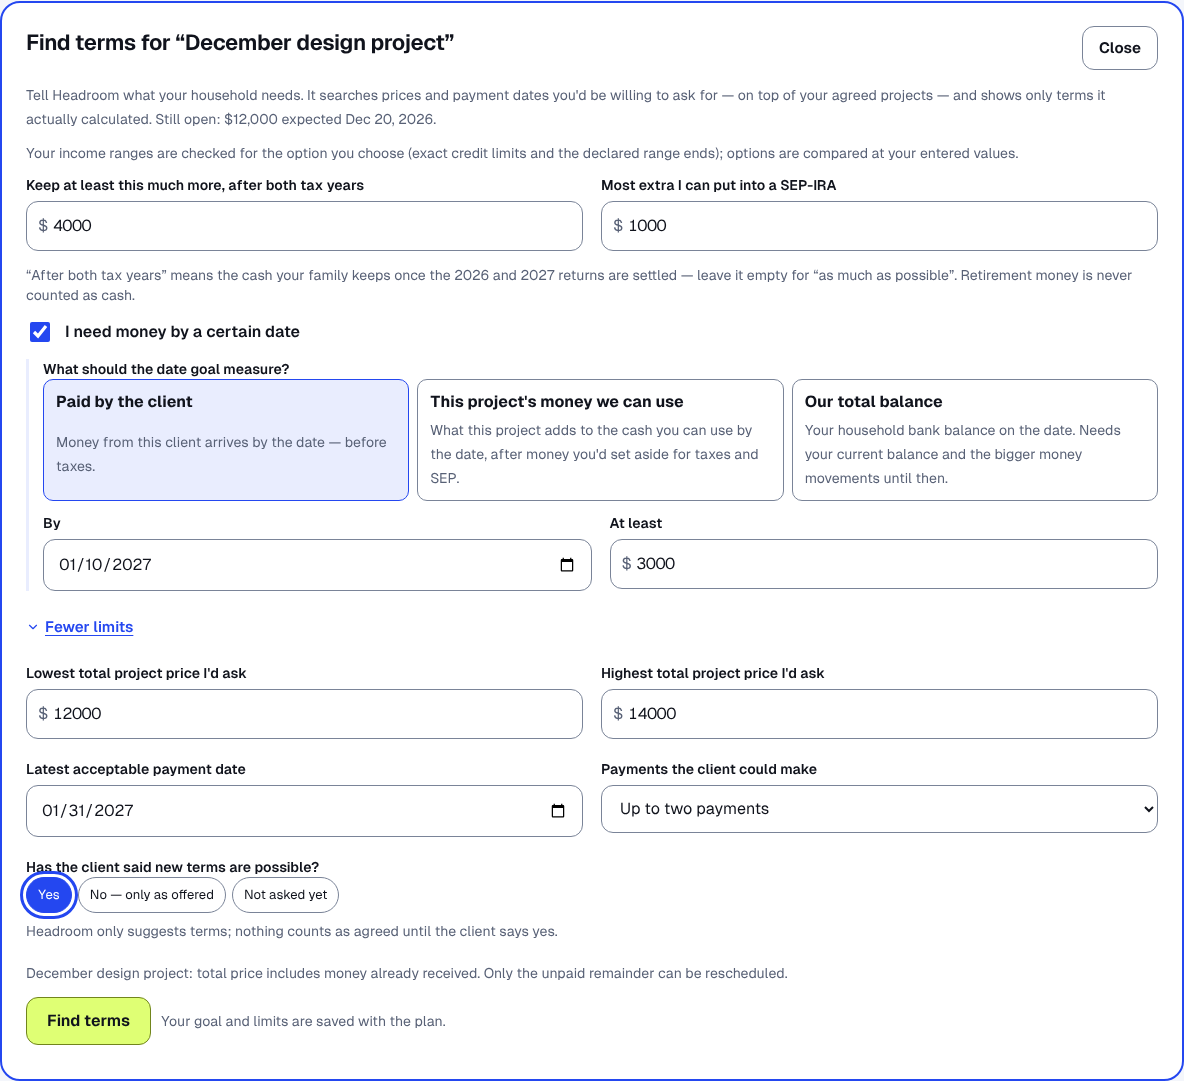 Find terms for “December design project”
Close
Tell Headroom what your household needs. It searches prices and payment dates you'd be willing to ask for — on top of your agreed projects — and shows only terms it
actually calculated. Still open: $12,000 expected Dec 20, 2026.
Your income ranges are checked for the option you choose (exact credit limits and the declared range ends); options are compared at your entered values.
Keep at least this much more, after both tax years
$ 4000
Most extra I can put into a SEP-IRA
$ 1000
“After both tax years” means the cash your family keeps once the 2026 and 2027 returns are settled — leave it empty for “as much as possible”. Retirement money is never
counted as cash.
I need money by a certain date
What should the date goal measure?
Paid by the client
Money from this client arrives by the date — before
taxes.
This project's money we can use
What this project adds to the cash you can use by
the date, after money you'd set aside for taxes and
SEP.
Our total balance
Your household bank balance on the date. Needs
your current balance and the bigger money
movements until then.
By
01/10/2027
At least
$ 3000
Fewer limits
Lowest total project price I'd ask
$ 12000
Highest total project price I'd ask
$ 14000
Latest acceptable payment date
01/31/2027
Payments the client could make
Up to two payments
Has the client said new terms are possible?
Yes
No — only as offered
Not asked yet
Headroom only suggests terms; nothing counts as agreed until the client says yes.
December design project: total price includes money already received. Only the unpaid remainder can be rescheduled.
Find terms
Your goal and limits are saved with the plan.